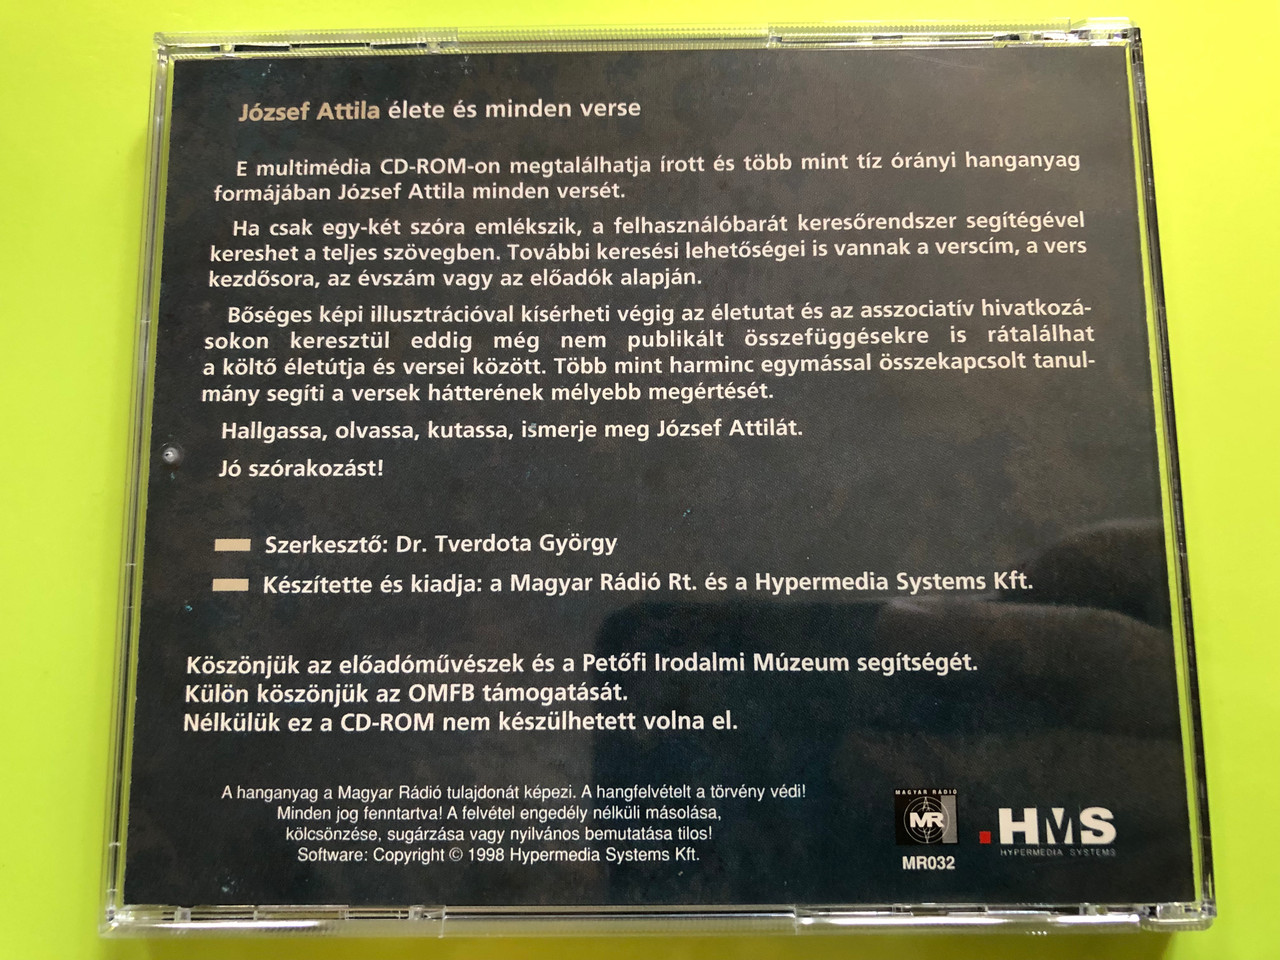 József Attila élete és minden verse
E multimédia CD-ROM-on megtalálhatja írott és több mint tíz órányi hanganyag
formájában József Attila minden versét.
Ha csak egy-két szóra emlékszik, a felhasználóbarát keresőrendszer segítégével
kereshet a teljes szövegben. További keresési lehetőségei is vannak a verscím, a vers
kezdősora, az évszám vagy az előadók alapján.
Bőséges képi illusztrációval kísérheti végig az életutat és az asszociatív hivatkozá-
sokon keresztül eddig még nem publikált összefüggésekre is rátalálhat
a költő életútja és versei között. Több mint harminc egymással összekapcsolt tanul-
mány segíti a versek hátterének mélyebb megértését.
Hallgassa, olvassa, kutassa, ismerje meg József Attilát.
Jó szórakozást!
Szerkesztő: Dr. Tverdota György
Készítette és kiadja: a Magyar Rádió Rt. és a Hypermedia Systems Kft.
Köszönjük az előadóművészek és a Petőfi Irodalmi Múzeum segítségét.
Külön köszönjük az OMFB támogatását.
Nélkülük ez a CD-ROM nem készülhetett volna el.
A hanganyag a Magyar Rádió tulajdonát képezi. A hangfelvételt a törvény védi!
Minden jog fenntartva! A felvétel engedély nélküli másolása,
kölcsönzése, sugárzása vagy nyilvános bemutatása tilos!
Software: Copyright © 1998 Hypermedia Systems Kft.
MAGYAR RÁDIÓ
MR
MR032
HMS
HYPERMEDIA SYSTEMS